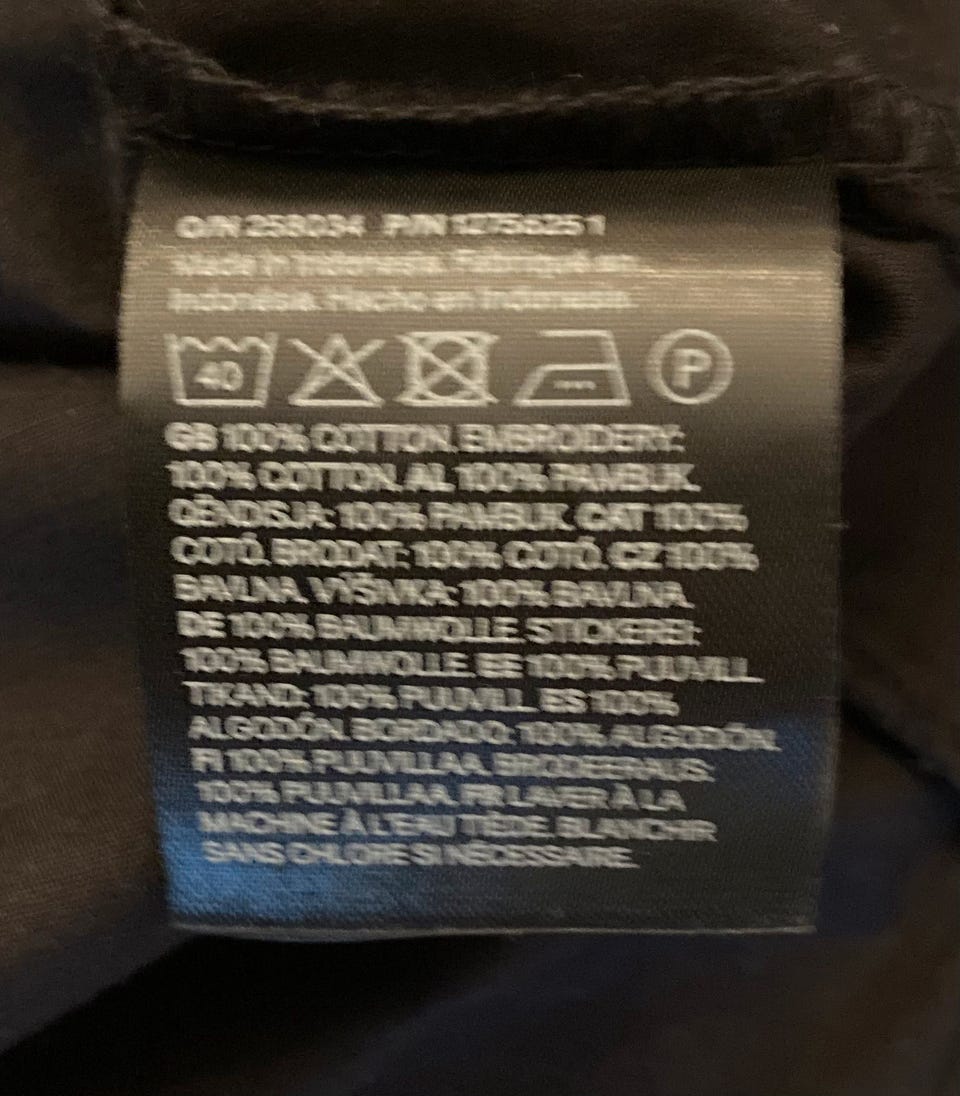 O/N 258034 P/N 12756251
Made in Indonesia. Fabriqué en
Indonésie. Hecho en Indonesia.
40 P
GB 100% COTTON. EMBROIDERY:
100% COTTON. AL 100% PAMBUK.
QËNDISJA: 100% PAMBUK. CAT 100%
COTÓ. BRODAT: 100% COTÓ. CZ 100%
BAVLNA. VÝŠIVKA: 100% BAVLNA.
DE 100% BAUMWOLLE. STICKEREI:
100% BAUMWOLLE. EE 100% PUUVILL.
TIKAND: 100% PUUVILL. ES 100%
ALGODÓN. BORDADO: 100% ALGODÓN.
FI 100% PUUVILLAA. BRODEERAUS:
100% PUUVILLAA. FR LAVER À LA
MACHINE À L'EAU TIÈDE. BLANCHIR
SANS CHLORE SI NÉCESSAIRE.